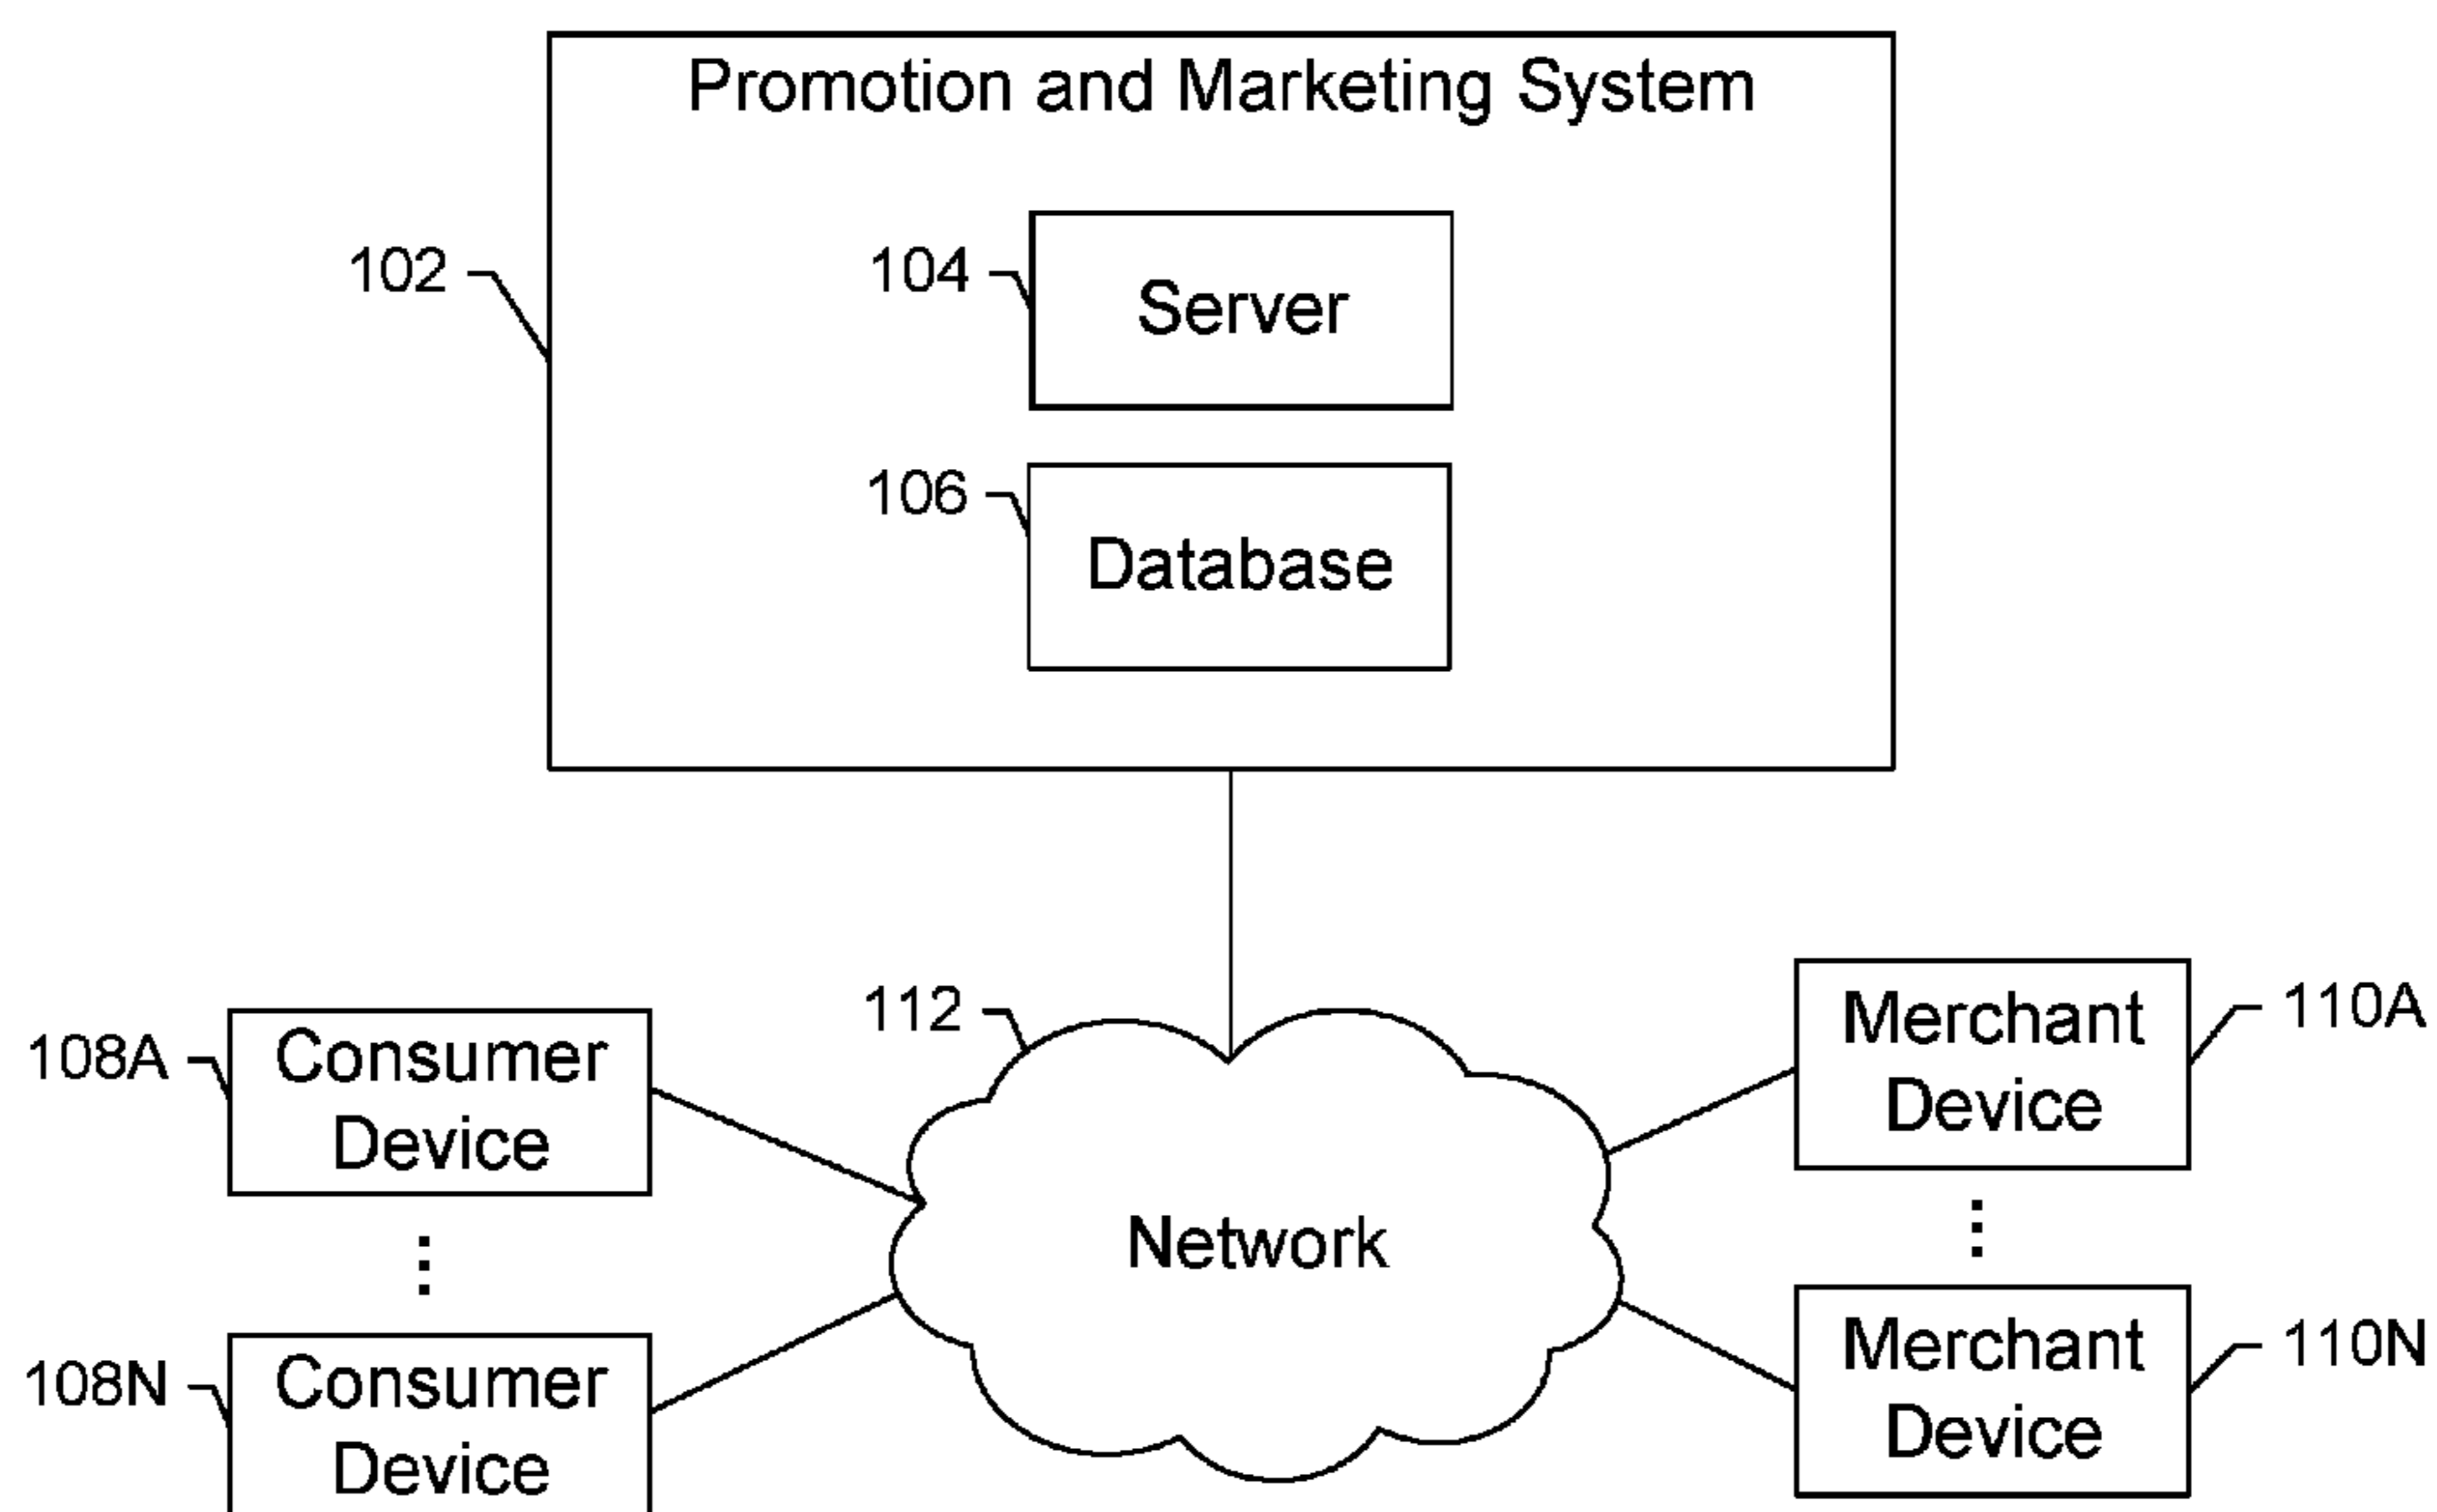 Promotion and Marketing System
102
104
Server
106
Database
112
108A
Consumer
Device
108N
Consumer
Device
Network
Merchant
Device
110A
Merchant
Device
110N